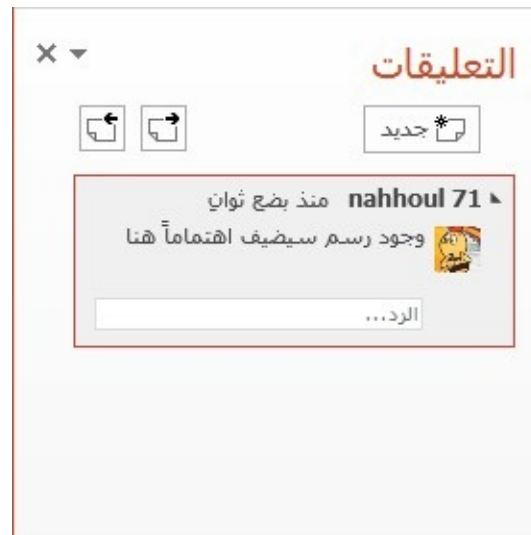 التعليقات
جديد
nahhoul 71 منذ بضع ثوانٍ
وجود رسم سيضيف اهتماماً هنا
الرد...